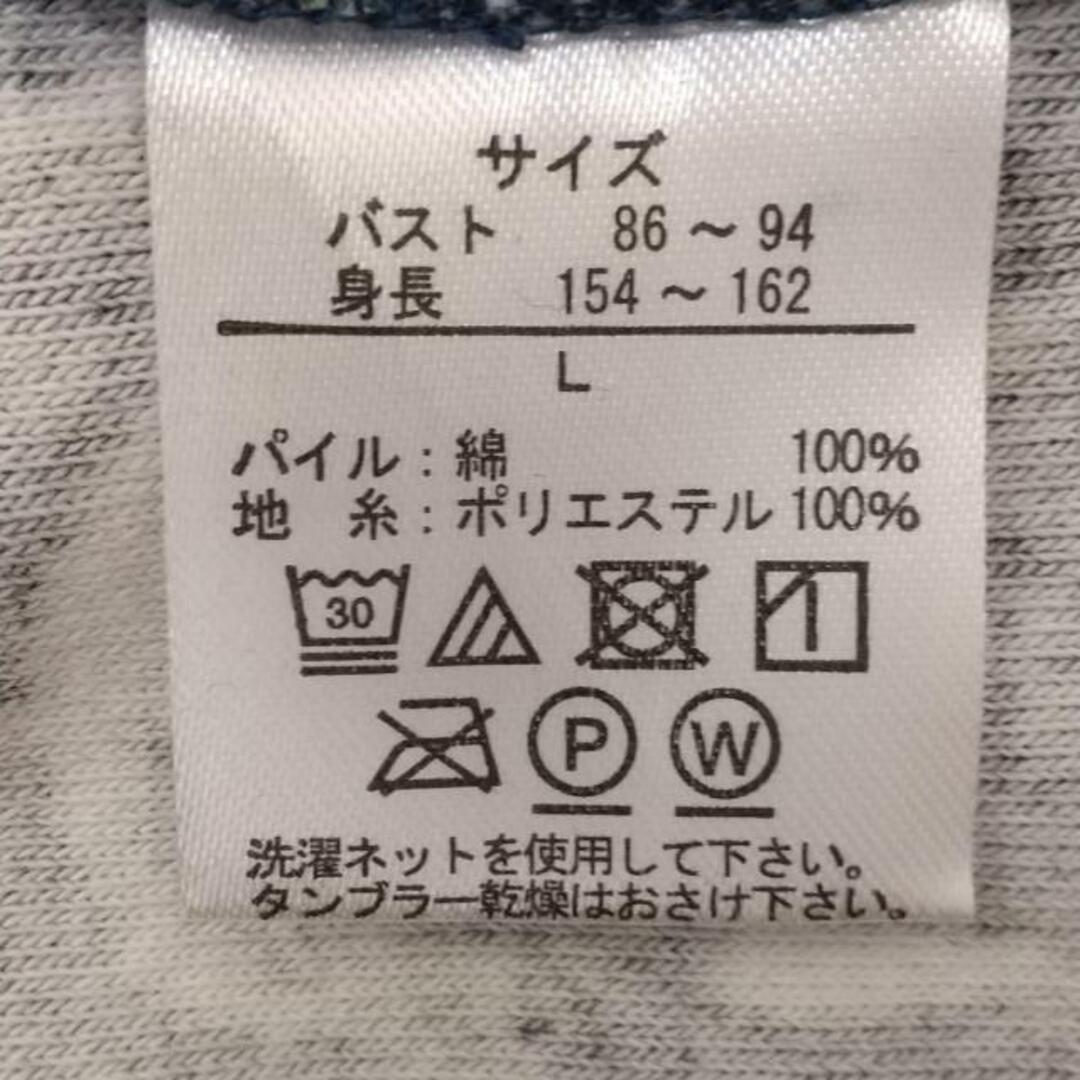 サイズ
バスト 86 ～ 94
身長 154 ～ 162
L
パイル：綿 100%
地 糸：ポリエステル 100%
30
P W
洗濯ネットを使用して下さい。
タンブラー乾燥はおさけ下さい。